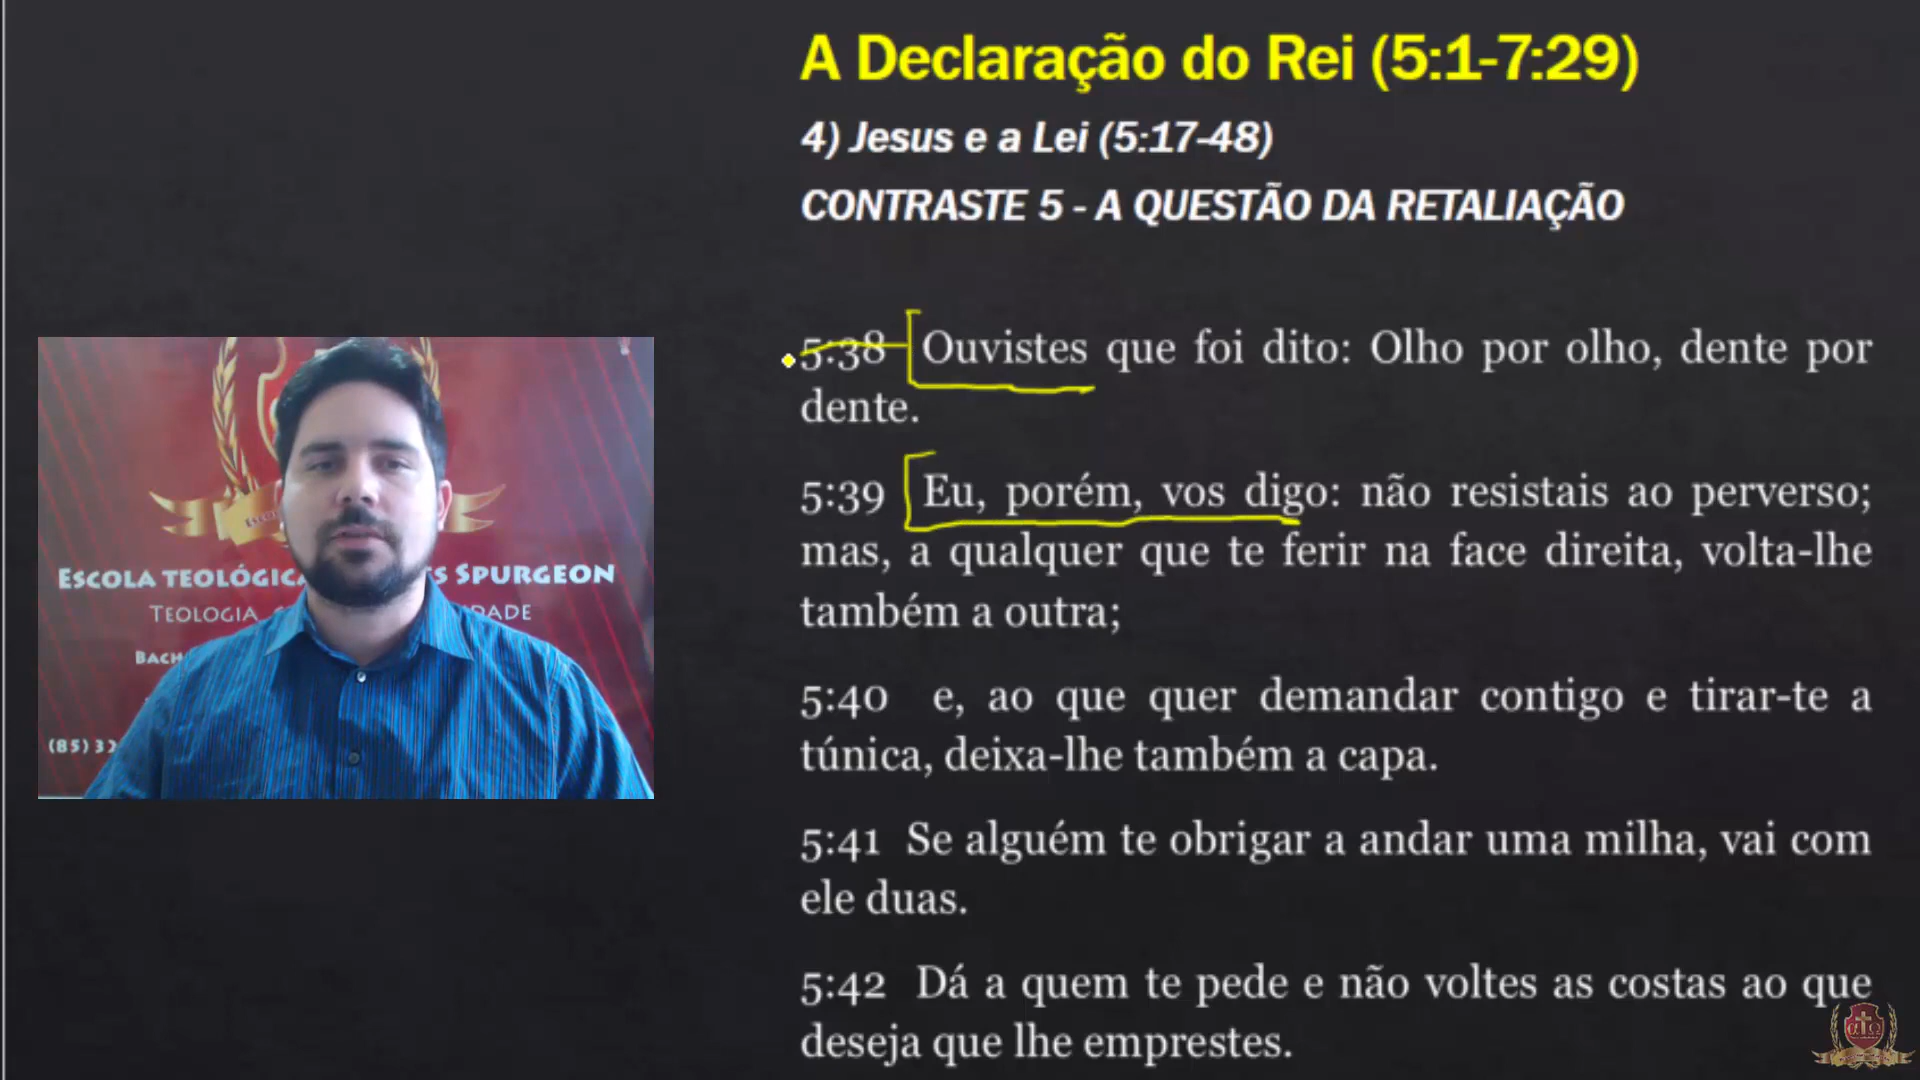 A Declaração do Rei (5:1-7:29)
4) Jesus e a Lei (5:17-48)
CONTRASTE 5 - A QUESTÃO DA RETALIAÇÃO
5:38 Ouvistes que foi dito: Olho por olho, dente por
dente.
5:39 Eu, porém, vos digo: não resistais ao perverso;
mas, a qualquer que te ferir na face direita, volta-lhe
também a outra;
5:40 e, ao que quer demandar contigo e tirar-te a
túnica, deixa-lhe também a capa.
5:41 Se alguém te obrigar a andar uma milha, vai com
ele duas.
5:42 Dá a quem te pede e não voltes as costas ao que
deseja que lhe emprestes.
ESCOLA TEOLÓGICA S SPURGEON
TEOLOGIA DADE
BACH
(85) 32